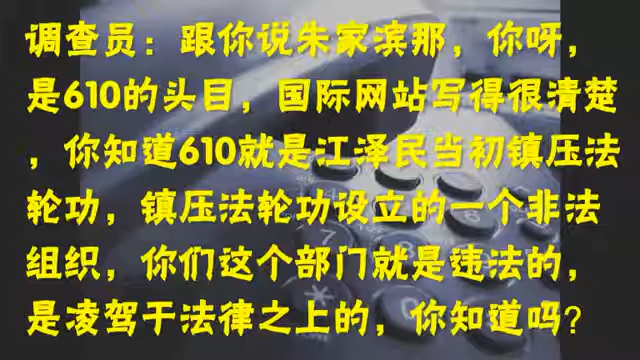 调查员：跟你说朱家滨那，你呀，
是610的头目，国际网站写得很清楚
，你知道610就是江泽民当初镇压法
轮功，镇压法轮功设立的一个非法
组织，你们这个部门就是违法的，
是凌驾于法律之上的，你知道吗？